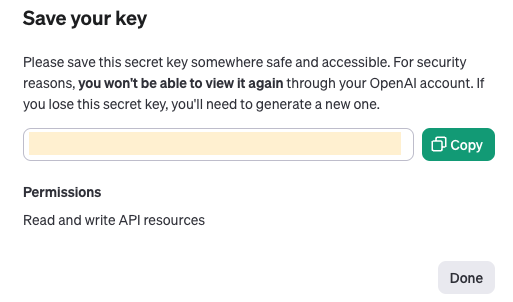 Save your key
Please save this secret key somewhere safe and accessible. For security
reasons, you won't be able to view it again through your OpenAI account. If
you lose this secret key, you'll need to generate a new one.
Copy
Permissions
Read and write API resources
Done